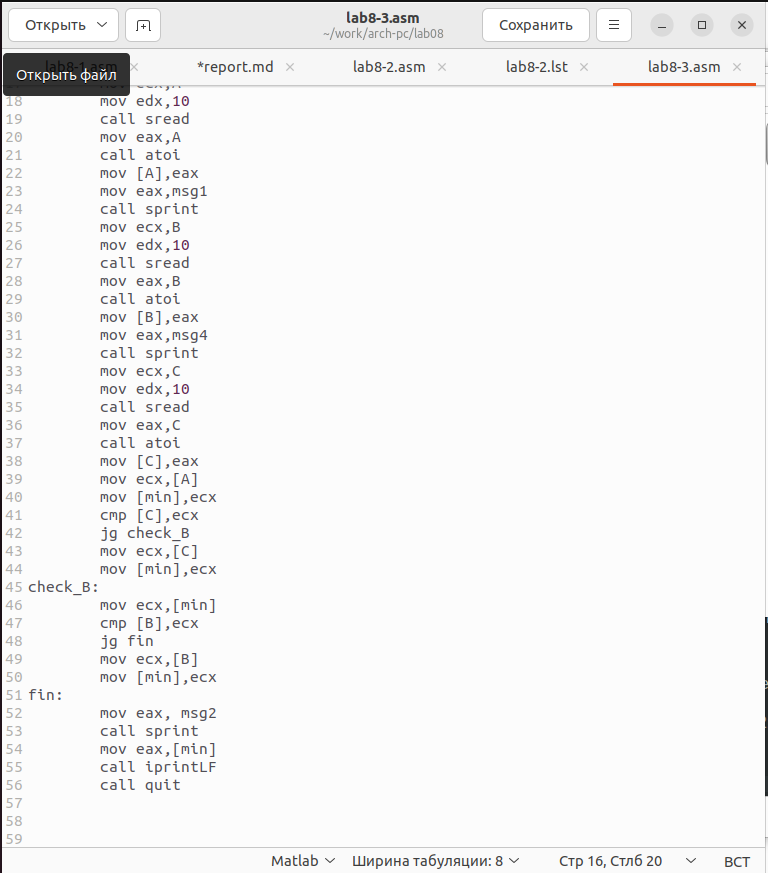 Открыть
lab8-3.asm
~/work/arch-pc/lab08
Сохранить
Открыть файл
*report.md
lab8-2.asm
lab8-2.lst
lab8-3.asm
18 mov edx,10
19 call sread
20 mov eax,A
21 call atoi
22 mov [A],eax
23 mov eax,msg1
24 call sprint
25 mov ecx,B
26 mov edx,10
27 call sread
28 mov eax,B
29 call atoi
30 mov [B],eax
31 mov eax,msg4
32 call sprint
33 mov ecx,C
34 mov edx,10
35 call sread
36 mov eax,C
37 call atoi
38 mov [C],eax
39 mov ecx,[A]
40 mov [min],ecx
41 cmp [C],ecx
42 jg check_B
43 mov ecx,[C]
44 mov [min],ecx
45 check_B:
46 mov ecx,[min]
47 cmp [B],ecx
48 jg fin
49 mov ecx,[B]
50 mov [min],ecx
51 fin:
52 mov eax, msg2
53 call sprint
54 mov eax,[min]
55 call iprintLF
56 call quit
57
58
59
Matlab Ширина табуляции: 8 Стр 16, Стлб 20 ВСТ